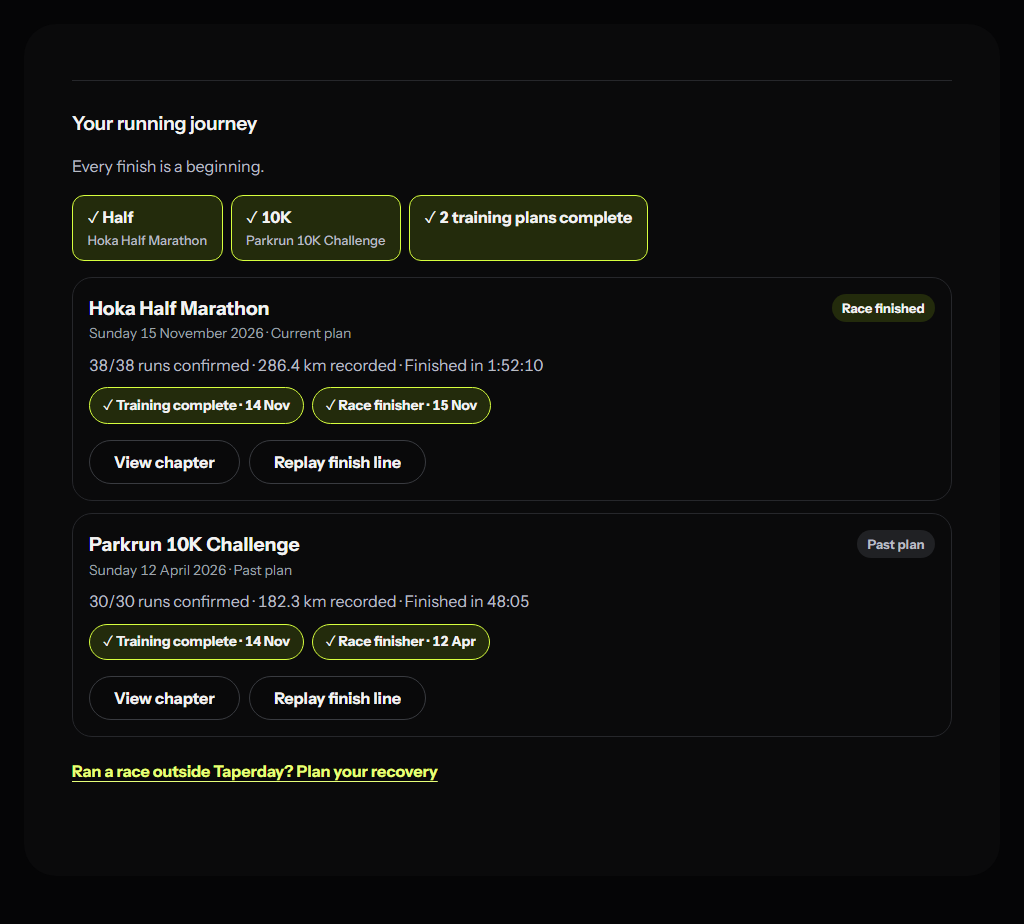 Your running journey
Every finish is a beginning.
✓ Half
Hoka Half Marathon
✓ 10K
Parkrun 10K Challenge
✓ 2 training plans complete
Hoka Half Marathon
Race finished
Sunday 15 November 2026 · Current plan
38/38 runs confirmed · 286.4 km recorded · Finished in 1:52:10
✓ Training complete · 14 Nov
✓ Race finisher · 15 Nov
View chapter
Replay finish line
Parkrun 10K Challenge
Past plan
Sunday 12 April 2026 · Past plan
30/30 runs confirmed · 182.3 km recorded · Finished in 48:05
✓ Training complete · 14 Nov
✓ Race finisher · 12 Apr
View chapter
Replay finish line
Ran a race outside Taperday? Plan your recovery